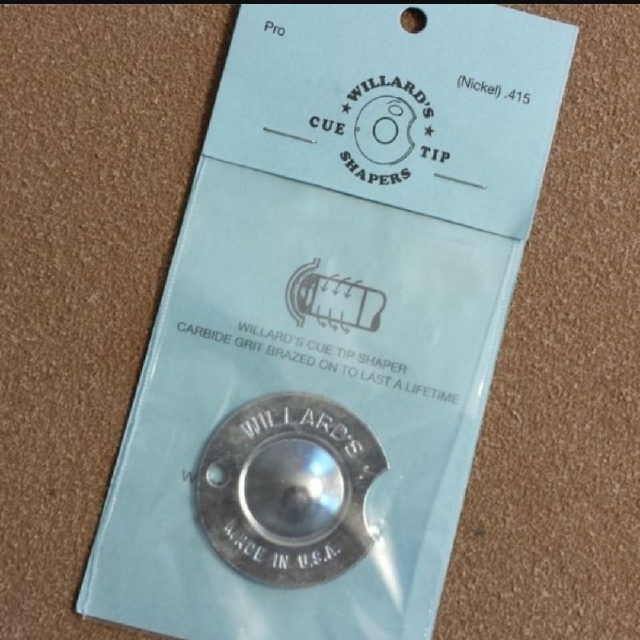 Pro
(Nickel) .415
WILLARD'S
CUE TIP
SHAPERS
WILLARD'S CUE TIP SHAPER
CARBIDE GRIT BRAZED ON TO LAST A LIFETIME
WILLARD'S
W
MADE IN U.S.A.